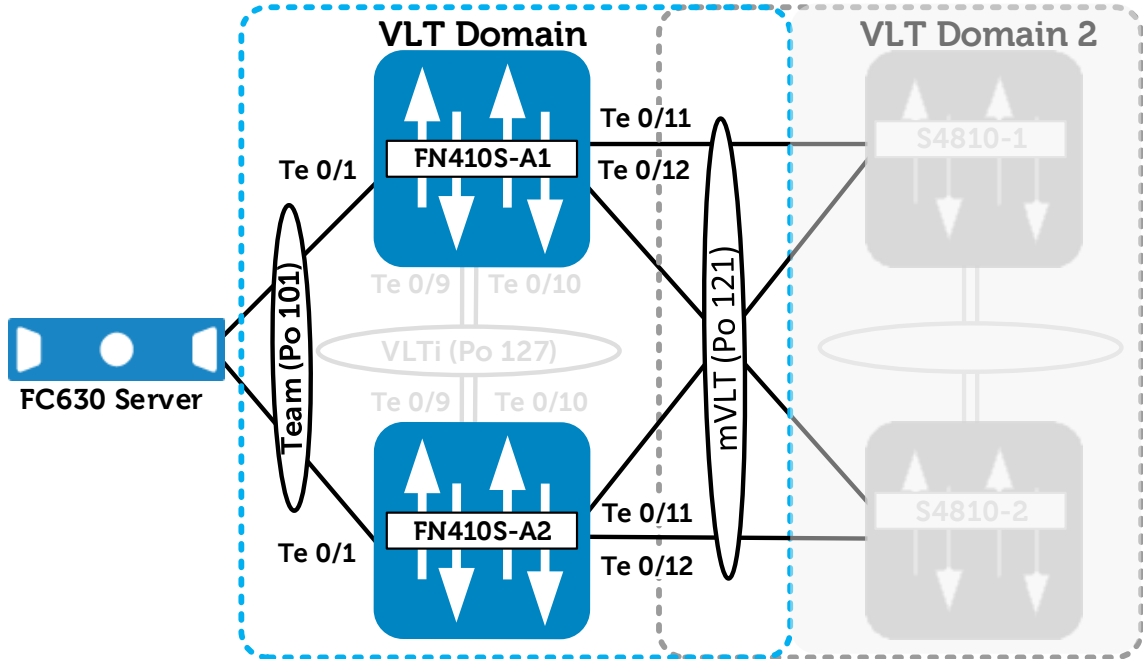 VLT Domain
VLT Domain 2
Te 0/11
S4810-1
FN410S-A1
Te 0/1
Te 0/12
Te 0/9
Te 0/10
Team (Po 101)
mVLT (Po 121)
VLTi (Po 127)
FC630 Server
Te 0/9
Te 0/10
Te 0/11
S4810-2
FN410S-A2
Te 0/1
Te 0/12